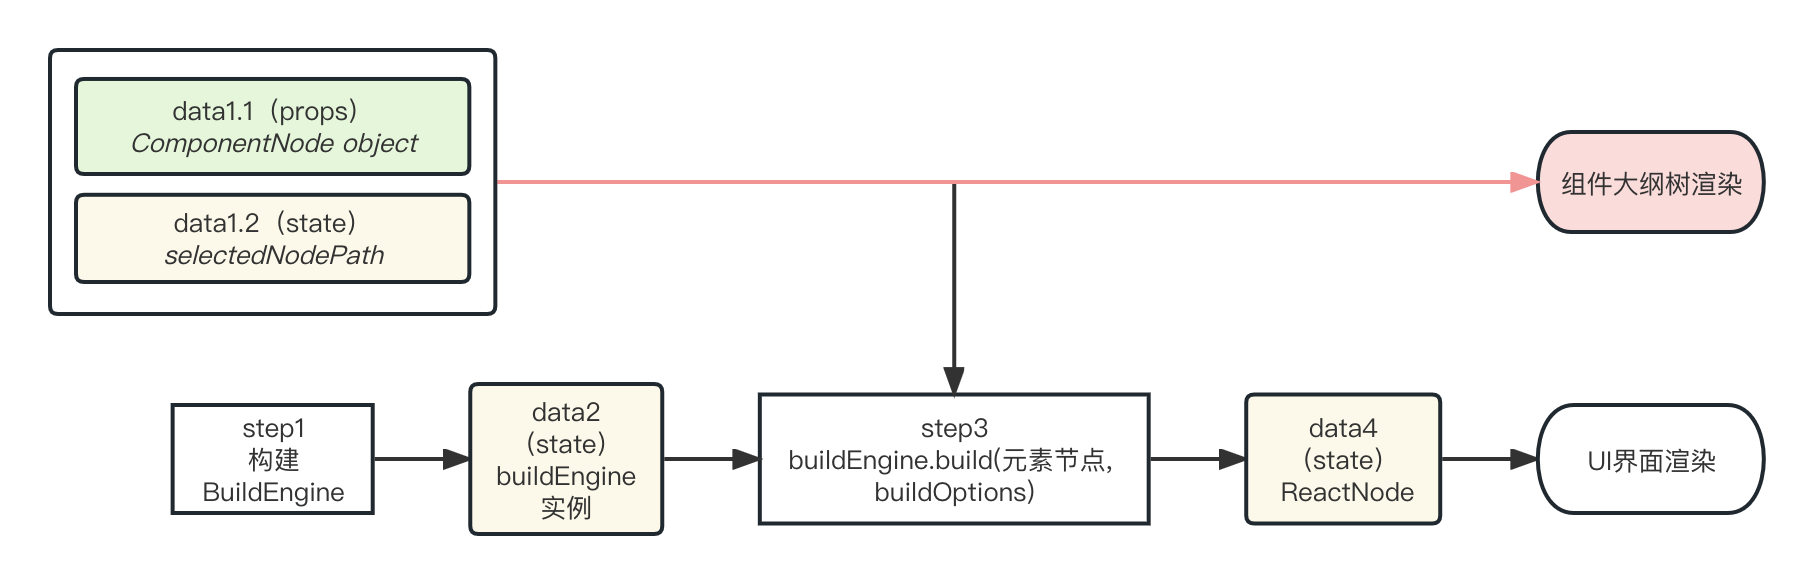 data1.1（props）
ComponentNode object
data1.2（state）
selectedNodePath
组件大纲树渲染
step1
构建
BuildEngine
data2
（state）
buildEngine
实例
step3
buildEngine.build(元素节点,
buildOptions)
data4
（state）
ReactNode
UI界面渲染